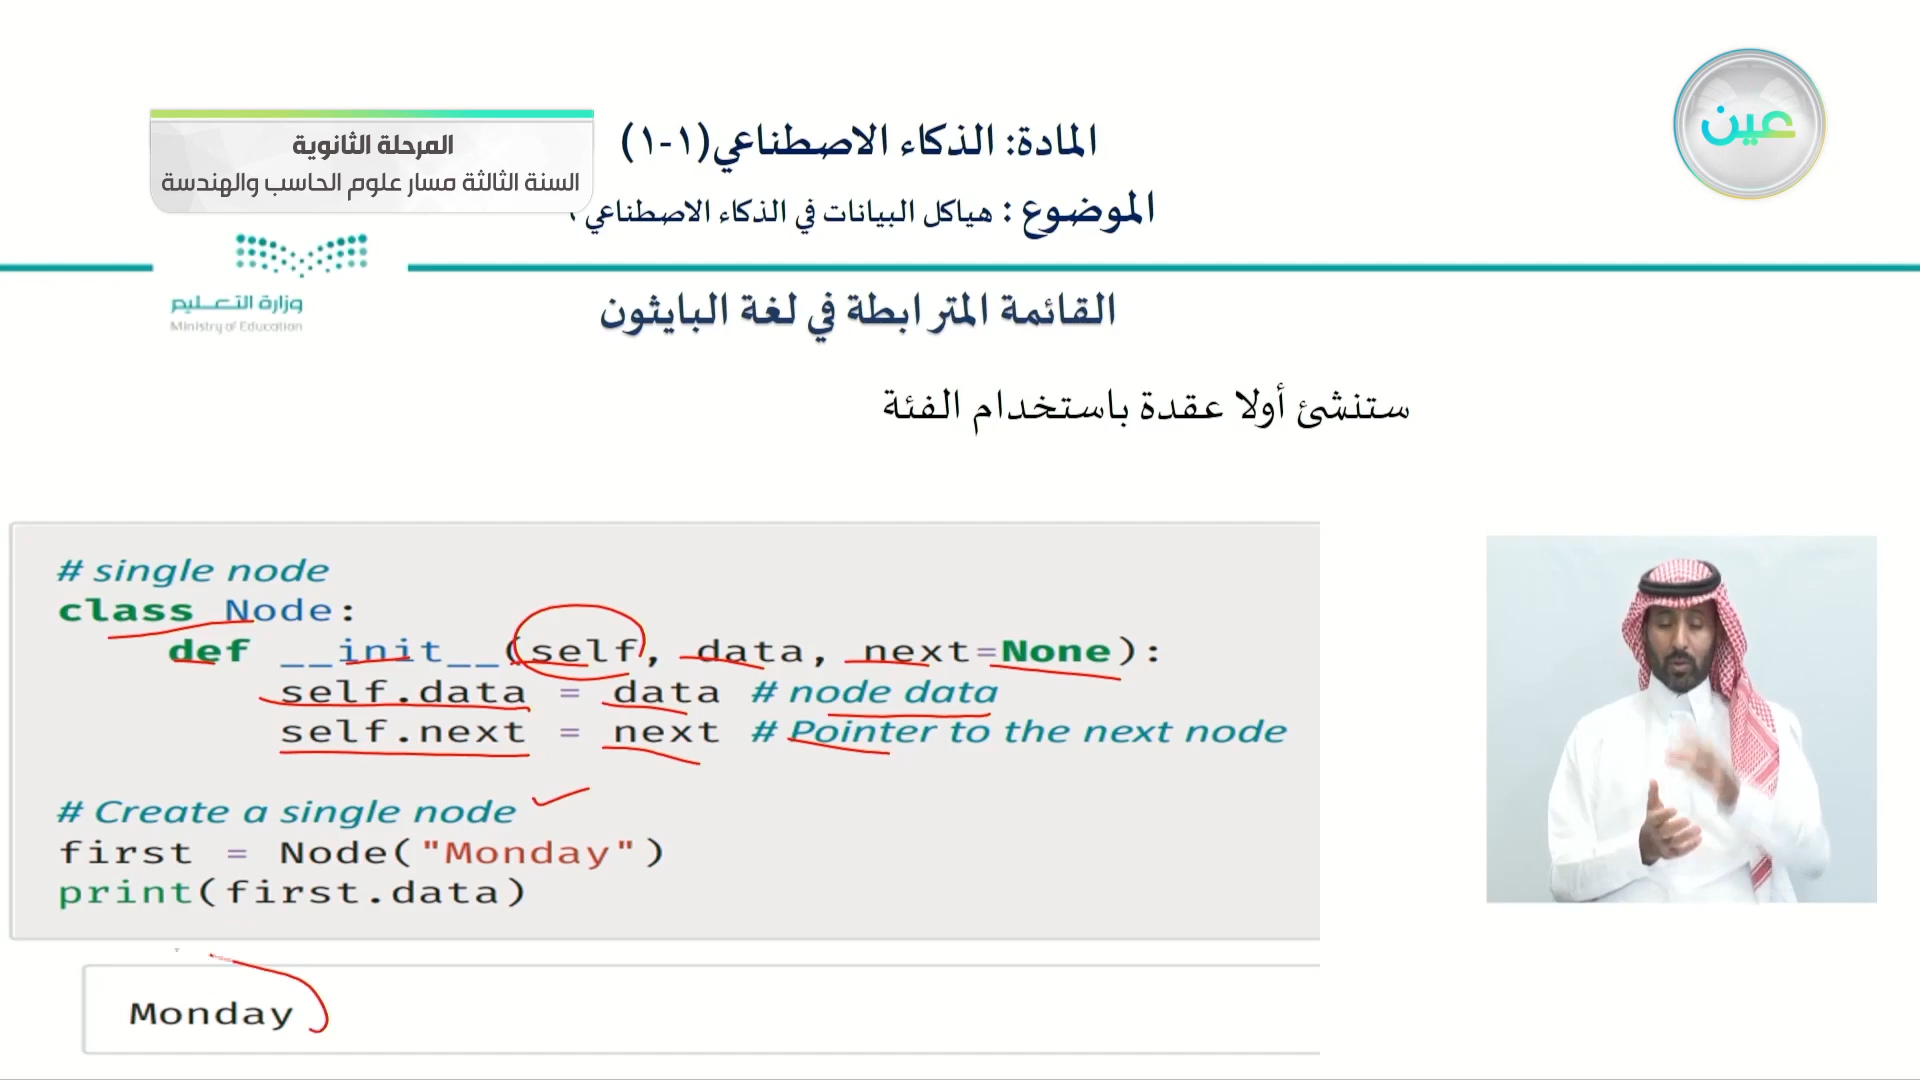 عين
المرحلة الثانوية
السنة الثالثة مسار علوم الحاسب والهندسة
المادة: الذكاء الاصطناعي(١-١)
الموضوع : هياكل البيانات في الذكاء الاصطناعي
وزارة التعليم
Ministry of Education
القائمة المترابطة في لغة البايثون
ستنشئ أولا عقدة باستخدام الفئة
# single node
class Node:
    def __init__(self, data, next=None):
        self.data = data # node data
        self.next = next # Pointer to the next node
# Create a single node
first = Node("Monday")
print(first.data)
Monday